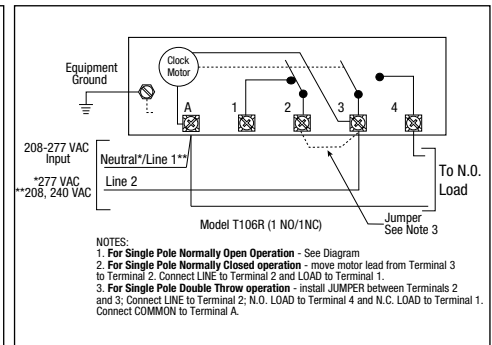 Equipment
Ground
Clock
Motor
A
1
2
3
4
208-277 VAC
Input
*277 VAC
**208, 240 VAC
Neutral*/Line 1**
Line 2
To N.O.
Load
Jumper
See Note 3
Model T106R (1 NO/1NC)
NOTES:
1. For Single Pole Normally Open Operation - See Diagram
2. For Single Pole Normally Closed operation - move motor lead from Terminal 3
to Terminal 2. Connect LINE to Terminal 2 and LOAD to Terminal 1.
3. For Single Pole Double Throw operation - install JUMPER between Terminals 2
and 3; Connect LINE to Terminal 2; N.O. LOAD to Terminal 4 and N.C. LOAD to Terminal 1.
Connect COMMON to Terminal A.